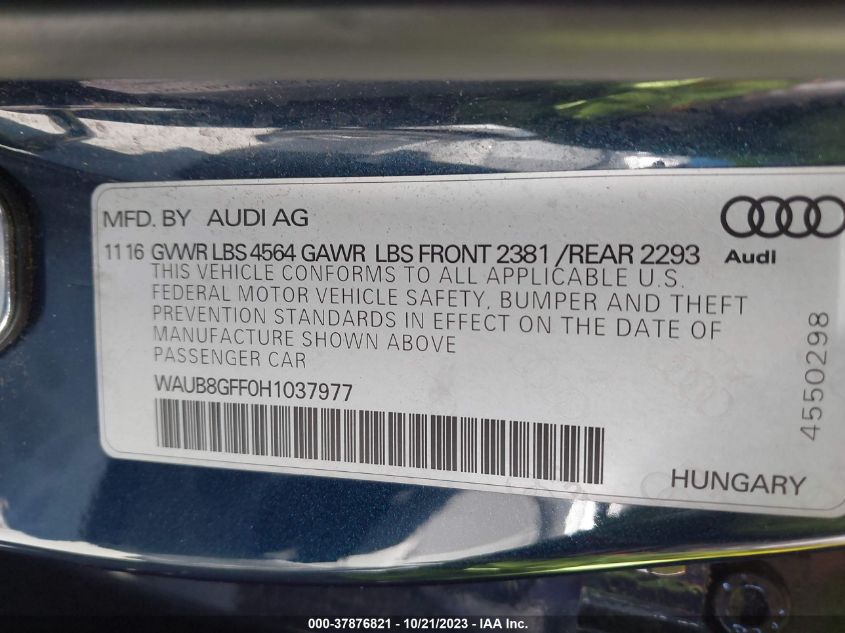 MFD. BY AUDI AG
11 16 GVWR LBS 4564 GAWR LBS FRONT 2381 / REAR 2293
Audi
THIS VEHICLE CONFORMS TO ALL APPLICABLE U.S.
FEDERAL MOTOR VEHICLE SAFETY, BUMPER AND THEFT
PREVENTION STANDARDS IN EFFECT ON THE DATE OF
MANUFACTURE SHOWN ABOVE
PASSENGER CAR
WAUB8GFF0H1037977
4550298
HUNGARY
000-37876821 - 10/21/2023 - IAA Inc.